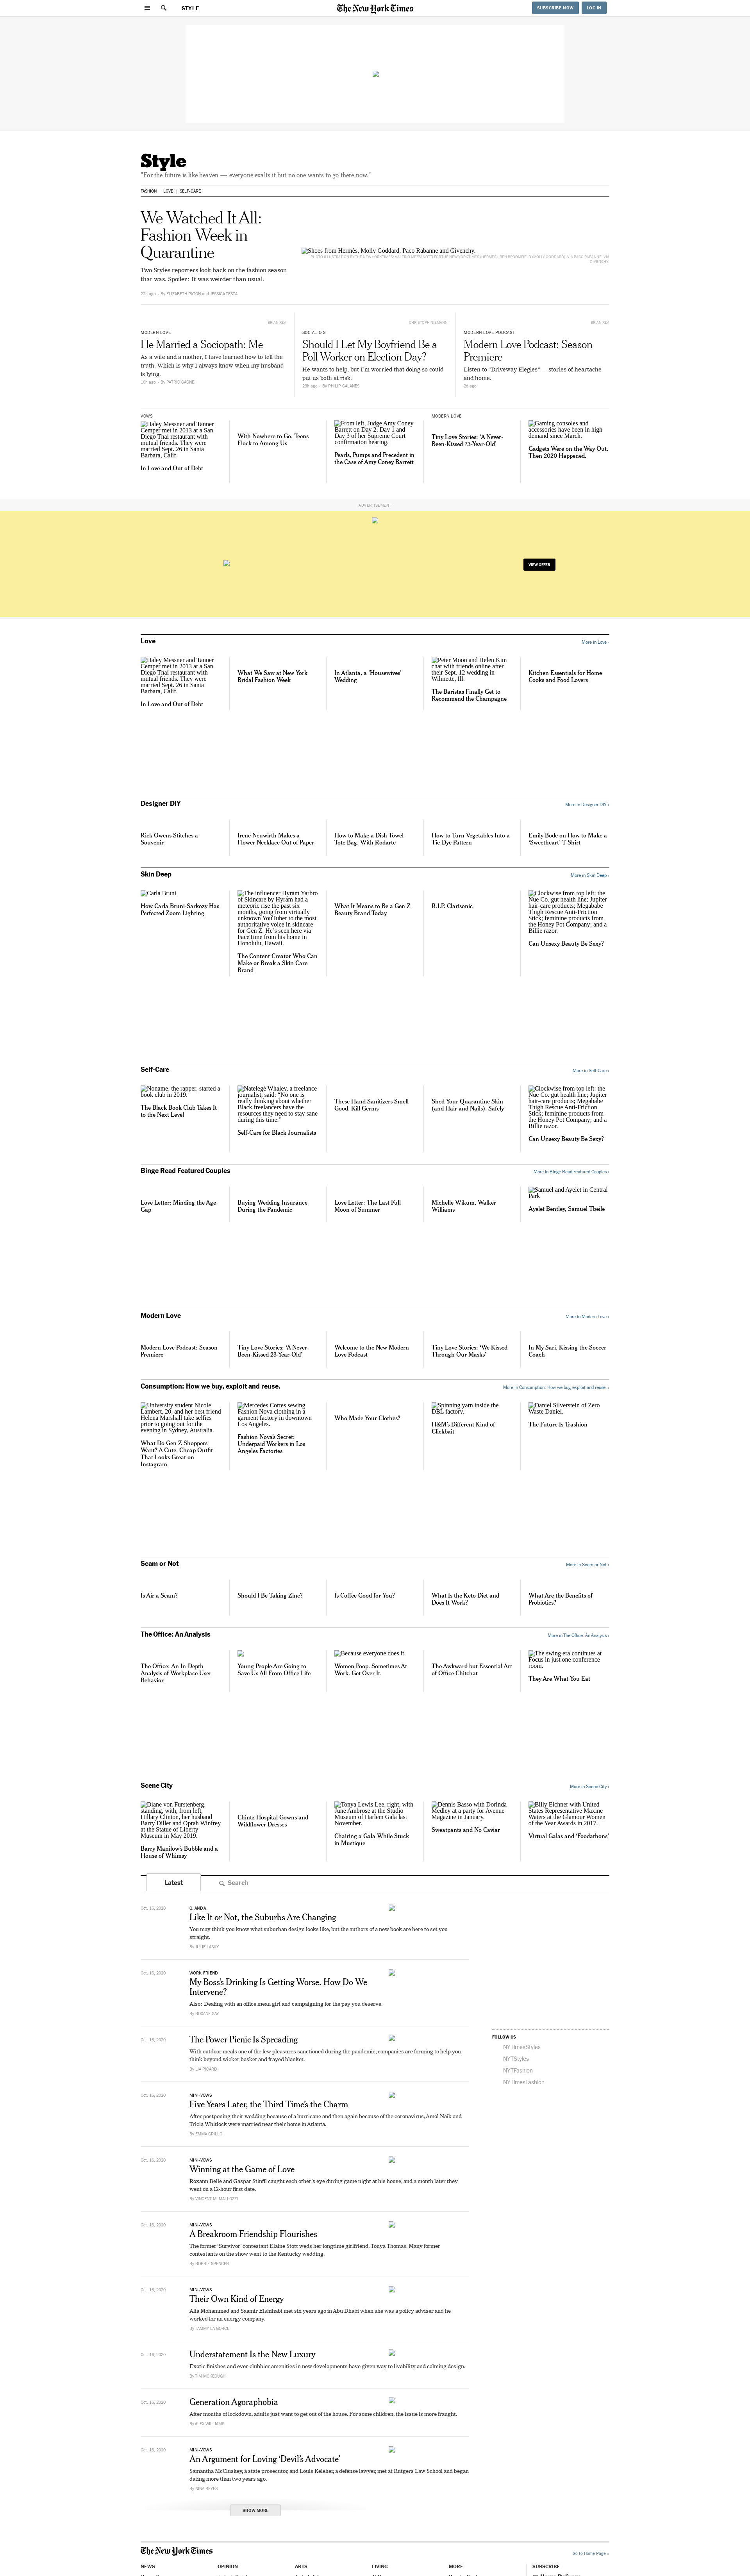 STYLE
The New York Times
SUBSCRIBE NOW
LOG IN
Style
“For the future is like heaven — everyone exalts it but no one wants to go there now.”
FASHION
LOVE
SELF-CARE
We Watched It All:
Fashion Week in
Quarantine
Two Styles reporters look back on the fashion season
that was. Spoiler: It was weirder than usual.
By ELIZABETH PATON and JESSICA TESTA
Shoes from Hermès, Molly Goddard, Paco Rabanne and Givenchy.
BRIAN REA
MODERN LOVE
He Married a Sociopath: Me
As a wife and a mother, I have learned how to tell the
truth. Which is why I always know when my husband
is lying.
By PATRIC GAGNE
SOCIAL Q’S
Should I Let My Boyfriend Be a
Poll Worker on Election Day?
He wants to help, but I’m worried that doing so could
put us both at risk.
By PHILIP GALANES
BRIAN REA
MODERN LOVE PODCAST
Modern Love Podcast: Season
Premiere
Listen to “Driveway Elegies” — stories of heartache
and home.
VOWS
Haley Messner and Tanner
Cemper met in 2013 at a San
Diego Thai restaurant with
mutual friends. They were
married Sept. 26 in Santa
Barbara, Calif.
In Love and Out of Debt
With Nowhere to Go, Teens
Flock to Among Us
From left, Judge Amy Coney
Barrett on Day 2, Day 1 and
Day 3 of her Supreme Court
confirmation hearing.
Pearls, Pumps and Precedent in
the Case of Amy Coney Barrett
MODERN LOVE
Tiny Love Stories: ‘A Never-
Been-Kissed 23-Year-Old’
Gaming consoles and
accessories have been in high
demand since March.
Gadgets Were on the Way Out.
Then 2020 Happened.
ADVERTISEMENT
VIEW OFFER
Love
More in Love ›
Haley Messner and Tanner
Cemper met in 2013 at a San
Diego Thai restaurant with
mutual friends. They were
married Sept. 26 in Santa
Barbara, Calif.
In Love and Out of Debt
What We Saw at New York
Bridal Fashion Week
In Atlanta, a ‘Housewives’
Wedding
Peter Moon and Helen Kim
chat with friends online after
their Sept. 12 wedding in
Wilmette, Ill.
The Baristas Finally Get to
Recommend the Champagne
Kitchen Essentials for Home
Cooks and Food Lovers
Designer DIY
More in Designer DIY ›
Rick Owens Stitches a
Souvenir
Irene Neuwirth Makes a
Flower Necklace Out of Paper
How to Make a Dish Towel
Tote Bag, With Rodarte
How to Turn Vegetables Into a
Tie-Dye Pattern
Emily Bode on How to Make a
‘Sweetheart’ T-Shirt
Skin Deep
More in Skin Deep ›
Carla Bruni
How Carla Bruni-Sarkozy Has
Perfected Zoom Lighting
The influencer Hyram Yarbro
of Skincare by Hyram had a
meteoric rise the past six
months, going from virtually
unknown YouTuber to the most
authoritative voice in skincare
for Gen Z. He’s seen here via
FaceTime from his home in
Honolulu, Hawaii.
The Content Creator Who Can
Make or Break a Skin Care
Brand
What It Means to Be a Gen Z
Beauty Brand Today
R.I.P. Clarisonic
Clockwise from top left: the
Nue Co. gut health line; Jupiter
hair-care products; Megababe
Thigh Rescue Anti-Friction
Stick; feminine products from
the Honey Pot Company; and a
Billie razor.
Can Unsexy Beauty Be Sexy?
Self-Care
More in Self-Care ›
Noname, the rapper, started a
book club in 2019.
The Black Book Club Takes It
to the Next Level
Natelegé Whaley, a freelance
journalist, said: “No one is
really thinking about whether
Black freelancers have the
resources they need to stay sane
during this time.”
Self-Care for Black Journalists
These Hand Sanitizers Smell
Good, Kill Germs
Shed Your Quarantine Skin
(and Hair and Nails), Safely
Clockwise from top left: the
Nue Co. gut health line; Jupiter
hair-care products; Megababe
Thigh Rescue Anti-Friction
Stick; feminine products from
the Honey Pot Company; and a
Billie razor.
Can Unsexy Beauty Be Sexy?
Binge Read Featured Couples
More in Binge Read Featured Couples ›
Love Letter: Minding the Age
Gap
Buying Wedding Insurance
During the Pandemic
Love Letter: The Last Full
Moon of Summer
Michelle Wikum, Walker
Williams
Samuel and Ayelet in Central
Park
Ayelet Bentley, Samuel Tbeile
Modern Love
More in Modern Love ›
Modern Love Podcast: Season
Premiere
Tiny Love Stories: ‘A Never-
Been-Kissed 23-Year-Old’
Welcome to the New Modern
Love Podcast
Tiny Love Stories: ‘We Kissed
Through Our Masks’
In My Sari, Kissing the Soccer
Coach
Consumption: How we buy, exploit and reuse.
More in Consumption: How we buy, exploit and reuse. ›
University student Nicole
Lambert, 20, and her best friend
Helena Marshall take selfies
prior to going out for the
evening in Sydney, Australia.
What Do Gen Z Shoppers
Want? A Cute, Cheap Outfit
That Looks Great on
Instagram
Mercedes Cortes sewing
Fashion Nova clothing in a
garment factory in downtown
Los Angeles.
Fashion Nova’s Secret:
Underpaid Workers in Los
Angeles Factories
Who Made Your Clothes?
Spinning yarn inside the
DBL factory.
H&M’s Different Kind of
Clickbait
Daniel Silverstein of Zero
Waste Daniel.
The Future Is Trashion
Scam or Not
More in Scam or Not ›
Is Air a Scam?
Should I Be Taking Zinc?
Is Coffee Good for You?
What Is the Keto Diet and
Does It Work?
What Are the Benefits of
Probiotics?
The Office: An Analysis
More in The Office: An Analysis ›
The Office: An In-Depth
Analysis of Workplace User
Behavior
Young People Are Going to
Save Us All From Office Life
Because everyone does it.
Women Poop. Sometimes At
Work. Get Over It.
The Awkward but Essential Art
of Office Chitchat
The swing era continues at
Focus in just one conference
room.
They Are What You Eat
Scene City
More in Scene City ›
Diane von Furstenberg,
standing, with, from left,
Hillary Clinton, her husband
Barry Diller and Oprah Winfrey
at the Statue of Liberty
Museum in May 2019.
Barry Manilow’s Bubble and a
House of Whimsy
Chintz Hospital Gowns and
Wildflower Dresses
Tonya Lewis Lee, right, with
June Ambrose at the Studio
Museum of Harlem Gala last
November.
Chairing a Gala While Stuck
in Mustique
Dennis Basso with Dorinda
Medley at a party for Avenue
Magazine in January.
Sweatpants and No Caviar
Billy Eichner with United
States Representative Maxine
Waters at the Glamour Women
of the Year Awards in 2017.
Virtual Galas and ‘Foodathons’
Latest
Search
Oct. 16, 2020
Q. AND A.
Like It or Not, the Suburbs Are Changing
You may think you know what suburban design looks like, but the authors of a new book are here to set you
straight.
By JULIE LASKY
Oct. 16, 2020
WORK FRIEND
My Boss’s Drinking Is Getting Worse. How Do We
Intervene?
Also: Dealing with an office menu girl and campaigning for the pay you deserve.
By ROXANE GAY
Oct. 16, 2020
The Power Picnic Is Spreading
With outdoor meals one of the few pleasures sanctioned during the pandemic, companies are forming to help you
think beyond wicker basket and frayed blanket.
By LIA PICARD
Oct. 16, 2020
MINI-VOWS
Five Years Later, the Third Time’s the Charm
After postponing their wedding because of a hurricane and then again because of the coronavirus, Amol Naik and
Tricia Whitlock were married near their home in Atlanta.
By EMMA GRILLO
Oct. 16, 2020
MINI-VOWS
Winning at the Game of Love
Roxann Belle and Gaspar Stinfil caught each other’s eye during game night at his house, and a month later they
went on a 12-hour first date.
By VINCENT M. MALLOZZI
Oct. 16, 2020
MINI-VOWS
A Breakroom Friendship Flourishes
The former ‘Survivor’ contestant Elaine Stott weds her longtime girlfriend, Tonya Thomas. Many former
contestants on the show went to the Kentucky wedding.
By ROBBIE SPENCER
Oct. 16, 2020
MINI-VOWS
Their Own Kind of Energy
Alia Mohammed and Saamir Elshihabi met six years ago in Abu Dhabi when she was a policy adviser and he
worked for an energy company.
By TAMMY LA GORCE
Oct. 16, 2020
Understatement Is the New Luxury
Exotic finishes and ever-clubbier amenities in new developments have given way to livability and calming design.
By TIM MCKEOUGH
Oct. 16, 2020
Generation Agoraphobia
After months of lockdown, adults just want to get out of the house. For some children, the issue is more fraught.
By ALEX WILLIAMS
Oct. 16, 2020
MINI-VOWS
An Argument for Loving ‘Devil’s Advocate’
Samantha McCluskey, a state prosecutor, and Louis Keleher, a defense lawyer, met at Rutgers Law School and began
dating more than two years ago.
By NINA REYES
SHOW MORE
FOLLOW US
NYTimesStyles
NYTStyles
NYTFashion
NYTimesFashion
The New York Times
Go to Home Page »
NEWS
OPINION
ARTS
LIVING
MORE
SUBSCRIBE